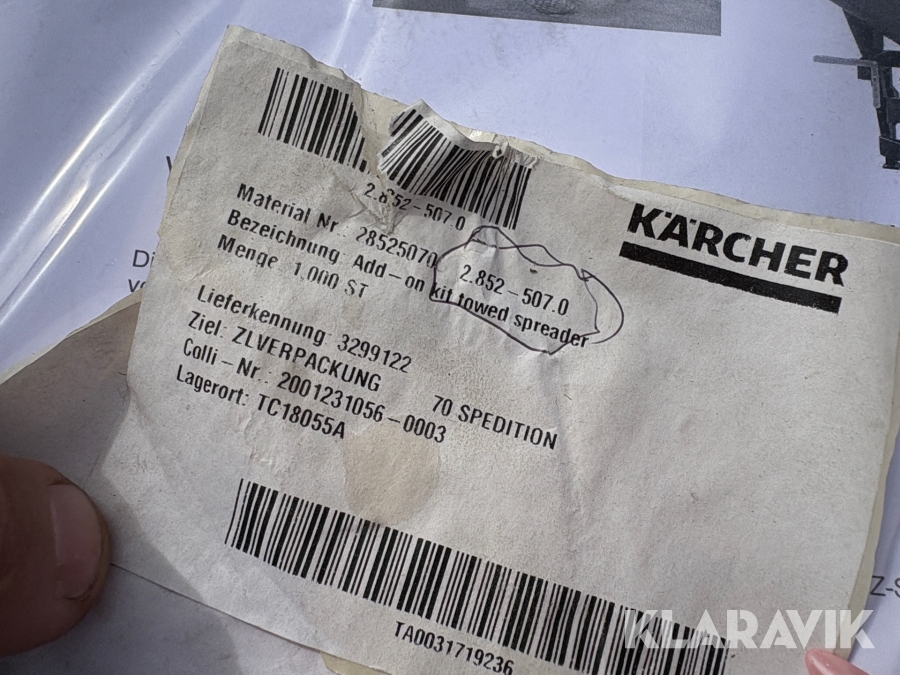 2.852-507.0
KÄRCHER
Material Nr. 28525070 2.852-507.0
Bezeichnung Add-on kit towed spreader
Menge 1,000 ST
Lieferkennung 3299122
Ziel: ZLVERPACKUNG 70 SPEDITION
Colli-Nr.: 2001231056-0003
Lagerort: TC18055A
TA0031719236
KLARAVIK